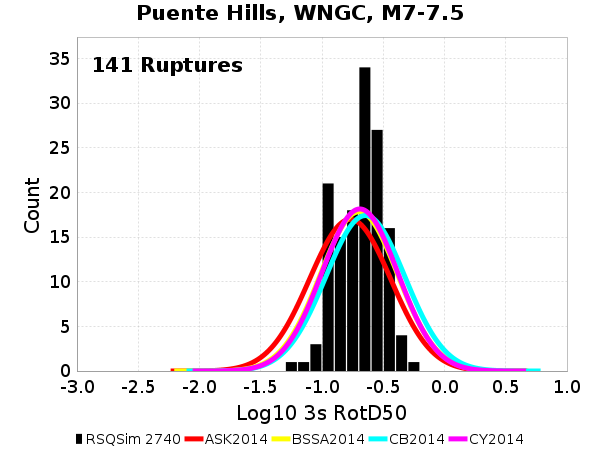 Puente Hills, WNGC, M7-7.5
141 Ruptures
Count
35
30
25
20
15
10
5
0
-3.0 -2.5 -2.0 -1.5 -1.0 -0.5 0.0 0.5 1.0
Log10 3s RotD50
RSQSim 2740 ASK2014 BSSA2014 CB2014 CY2014